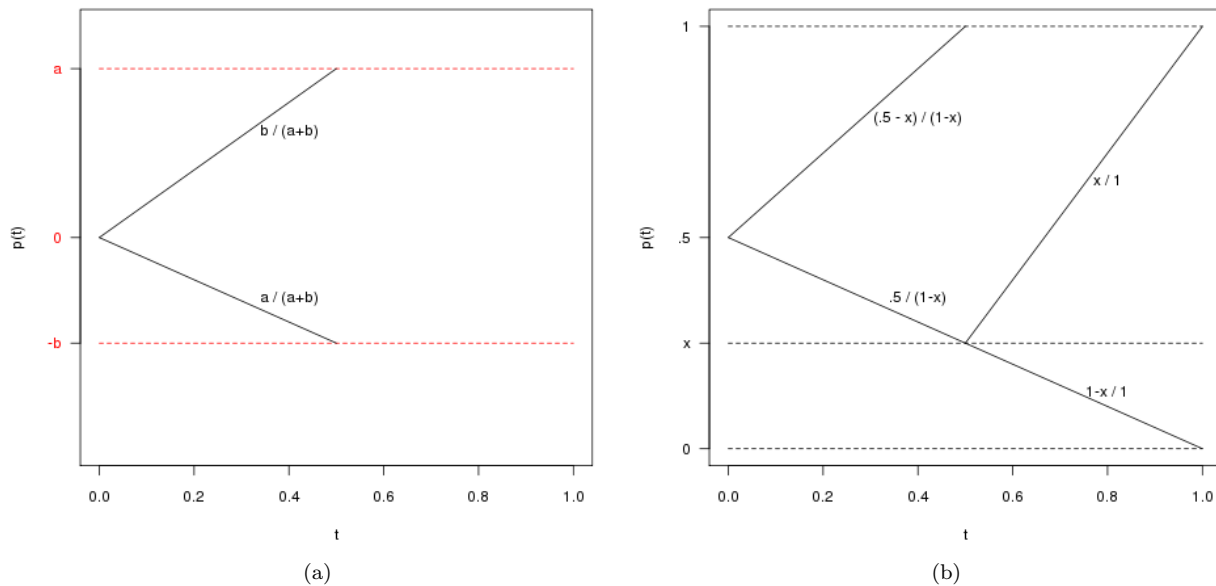 a
0
-b
p(t)
b / (a+b)
a / (a+b)
0.0 0.2 0.4 0.6 0.8 1.0
t
(a)
1
.5
x
0
p(t)
(.5 - x) / (1-x)
x / 1
.5 / (1-x)
1-x / 1
0.0 0.2 0.4 0.6 0.8 1.0
t
(b)